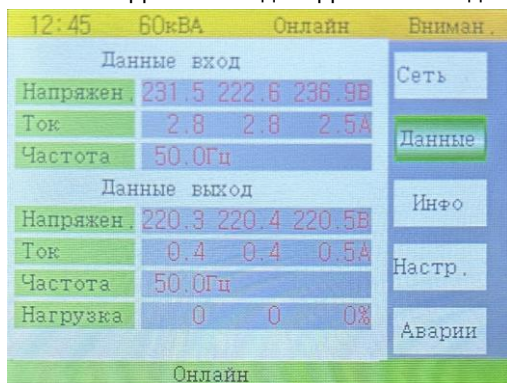 12:45 60кВА Онлайн Вниман.
Данные вход
Сеть
Напряжен. 231.5 222.6 236.9В
Ток 2.8 2.8 2.5А
Данные
Частота 50.0Гц
Данные выход
Инфо
Напряжен. 220.3 220.4 220.5В
Ток 0.4 0.4 0.5А
Настр.
Частота 50.0Гц
Нагрузка 0 0 0%
Аварии
Онлайн